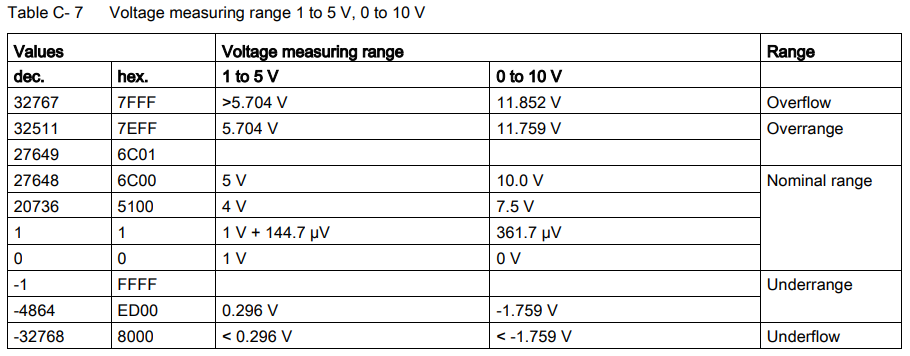 Table C- 7 Voltage measuring range 1 to 5 V, 0 to 10 V
Values Voltage measuring range Range
dec. hex. 1 to 5 V 0 to 10 V
32767 7FFF >5.704 V 11.852 V Overflow
32511 7EFF 5.704 V 11.759 V Overrange
27649 6C01
27648 6C00 5 V 10.0 V Nominal range
20736 5100 4 V 7.5 V
1 1 1 V + 144.7 µV 361.7 µV
0 0 1 V 0 V
-1 FFFF Underrange
-4864 ED00 0.296 V -1.759 V
-32768 8000 < 0.296 V < -1.759 V Underflow